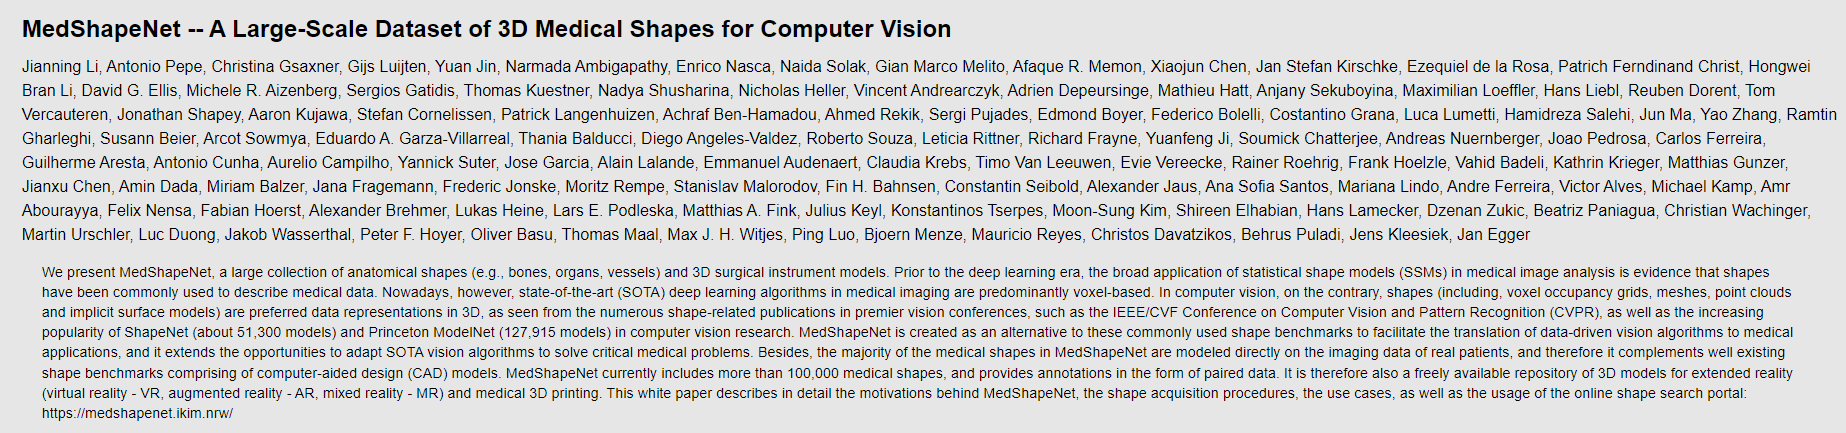 MedShapeNet -- A Large-Scale Dataset of 3D Medical Shapes for Computer Vision
Jianning Li, Antonio Pepe, Christina Gsaxner, Gijs Luijten, Yuan Jin, Narmada Ambigapathy, Enrico Nasca, Naida Solak, Gian Marco Melito, Afaque R. Memon, Xiaojun Chen, Jan Stefan Kirschke, Ezequiel de la Rosa, Patrich Ferndinand Christ, Hongwei
Bran Li, David G. Ellis, Michele R. Aizenberg, Sergios Gatidis, Thomas Kuestner, Nadya Shusharina, Nicholas Heller, Vincent Andrearczyk, Adrien Depeursinge, Mathieu Hatt, Anjany Sekuboyina, Maximilian Loeffler, Hans Liebl, Reuben Dorent, Tom
Vercauteren, Jonathan Shapey, Aaron Kujawa, Stefan Cornelissen, Patrick Langenhuizen, Achraf Ben-Hamadou, Ahmed Rekik, Sergi Pujades, Edmond Boyer, Federico Bolelli, Costantino Grana, Luca Lumetti, Hamidreza Salehi, Jun Ma, Yao Zhang, Ramtin
Gharleghi, Susann Beier, Arcot Sowmya, Eduardo A. Garza-Villarreal, Thania Balducci, Diego Angeles-Valdez, Roberto Souza, Leticia Rittner, Richard Frayne, Yuanfeng Ji, Soumick Chatterjee, Andreas Nuernberger, Joao Pedrosa, Carlos Ferreira,
Guilherme Aresta, Antonio Cunha, Aurelio Campilho, Yannick Suter, Jose Garcia, Alain Lalande, Emmanuel Audenaert, Claudia Krebs, Timo Van Leeuwen, Evie Vereecke, Rainer Roehrig, Frank Hoelzle, Vahid Badeli, Kathrin Krieger, Matthias Gunzer,
Jianxu Chen, Amin Dada, Miriam Balzer, Jana Fragemann, Frederic Jonske, Moritz Rempe, Stanislav Malorodov, Fin H. Bahnsen, Constantin Seibold, Alexander Jaus, Ana Sofia Santos, Mariana Lindo, Andre Ferreira, Victor Alves, Michael Kamp, Amr
Abourayya, Felix Nensa, Fabian Hoerst, Alexander Brehmer, Lukas Heine, Lars E. Podleska, Matthias A. Fink, Julius Keyl, Konstantinos Tserpes, Moon-Sung Kim, Shireen Elhabian, Hans Lamecker, Dzenan Zukic, Beatriz Paniagua, Christian Wachinger,
Martin Urschler, Luc Duong, Jakob Wasserthal, Peter F. Hoyer, Oliver Basu, Thomas Maal, Max J. H. Witjes, Ping Luo, Bjoern Menze, Mauricio Reyes, Christos Davatzikos, Behrus Puladi, Jens Kleesiek, Jan Egger
We present MedShapeNet, a large collection of anatomical shapes (e.g., bones, organs, vessels) and 3D surgical instrument models. Prior to the deep learning era, the broad application of statistical shape models (SSMs) in medical image analysis is evidence that shapes
have been commonly used to describe medical data. Nowadays, however, state-of-the-art (SOTA) deep learning algorithms in medical imaging are predominantly voxel-based. In computer vision, on the contrary, shapes (including, voxel occupancy grids, meshes, point clouds
and implicit surface models) are preferred data representations in 3D, as seen from the numerous shape-related publications in premier vision conferences, such as the IEEE/CVF Conference on Computer Vision and Pattern Recognition (CVPR), as well as the increasing
popularity of ShapeNet (about 51,300 models) and Princeton ModelNet (127,915 models) in computer vision research. MedShapeNet is created as an alternative to these commonly used shape benchmarks to facilitate the translation of data-driven vision algorithms to medical
applications, and it extends the opportunities to adapt SOTA vision algorithms to solve critical medical problems. Besides, the majority of the medical shapes in MedShapeNet are modeled directly on the imaging data of real patients, and therefore it complements well existing
shape benchmarks comprising of computer-aided design (CAD) models. MedShapeNet currently includes more than 100,000 medical shapes, and provides annotations in the form of paired data. It is therefore also a freely available repository of 3D models for extended reality
(virtual reality - VR, augmented reality - AR, mixed reality - MR) and medical 3D printing. This white paper describes in detail the motivations behind MedShapeNet, the shape acquisition procedures, the use cases, as well as the usage of the online shape search portal:
https://medshapenet.ikim.nrw/